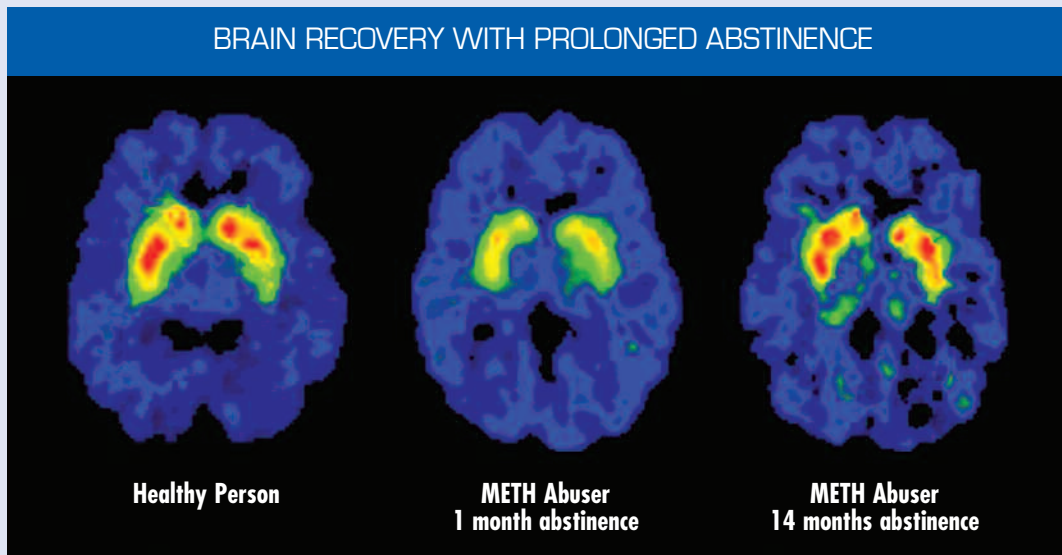 BRAIN RECOVERY WITH PROLONGED ABSTINENCE
Healthy Person
METH Abuser
1 month abstinence
METH Abuser
14 months abstinence